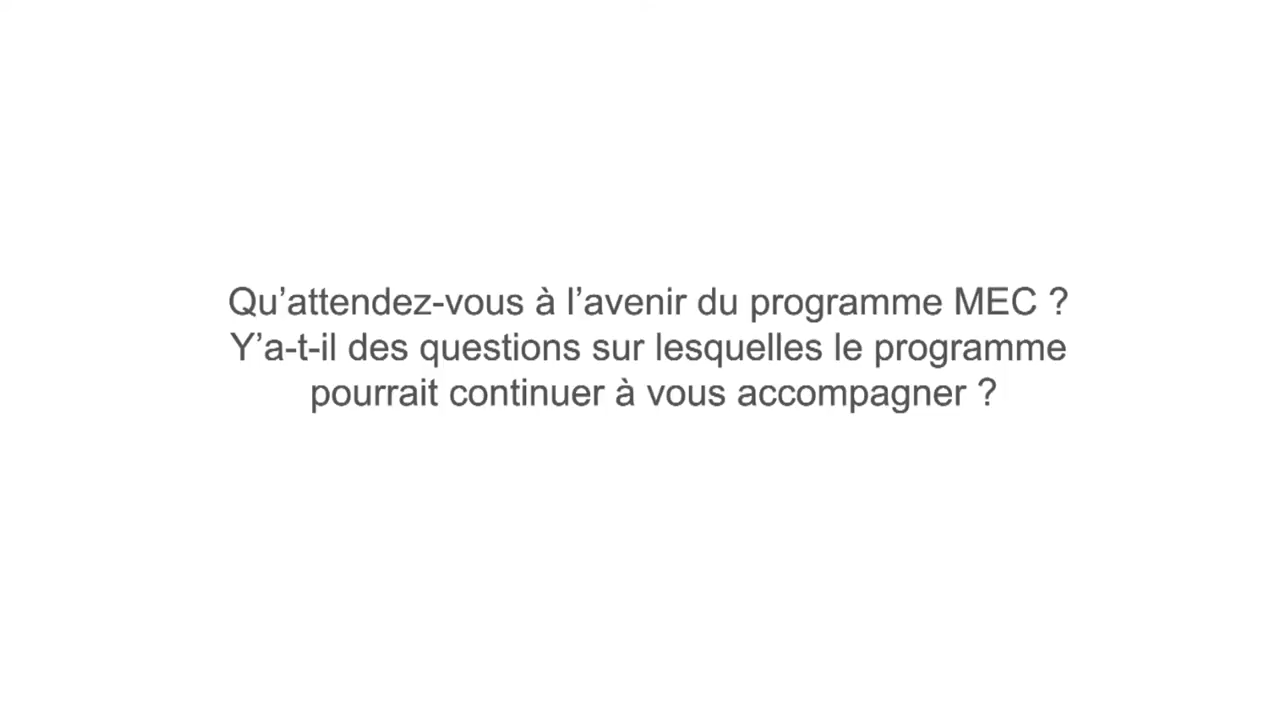 Qu’attendez-vous à l’avenir du programme MEC ?
Y’a-t-il des questions sur lesquelles le programme
pourrait continuer à vous accompagner ?